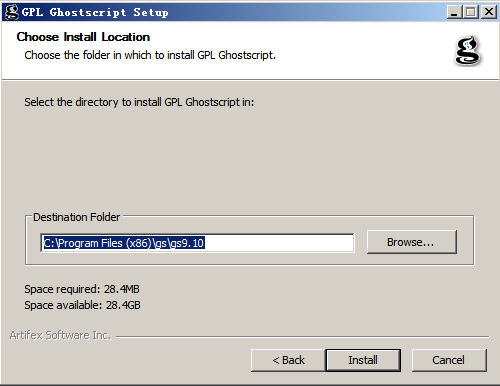 GPL Ghostscript Setup
Choose Install Location
Choose the folder in which to install GPL Ghostscript.
Select the directory to install GPL Ghostscript in:
Destination Folder
C:\Program Files (x86)\gs\gs9.10
Browse...
Space required: 28.4MB
Space available: 28.4GB
Artifex Software Inc.
< Back
Install
Cancel